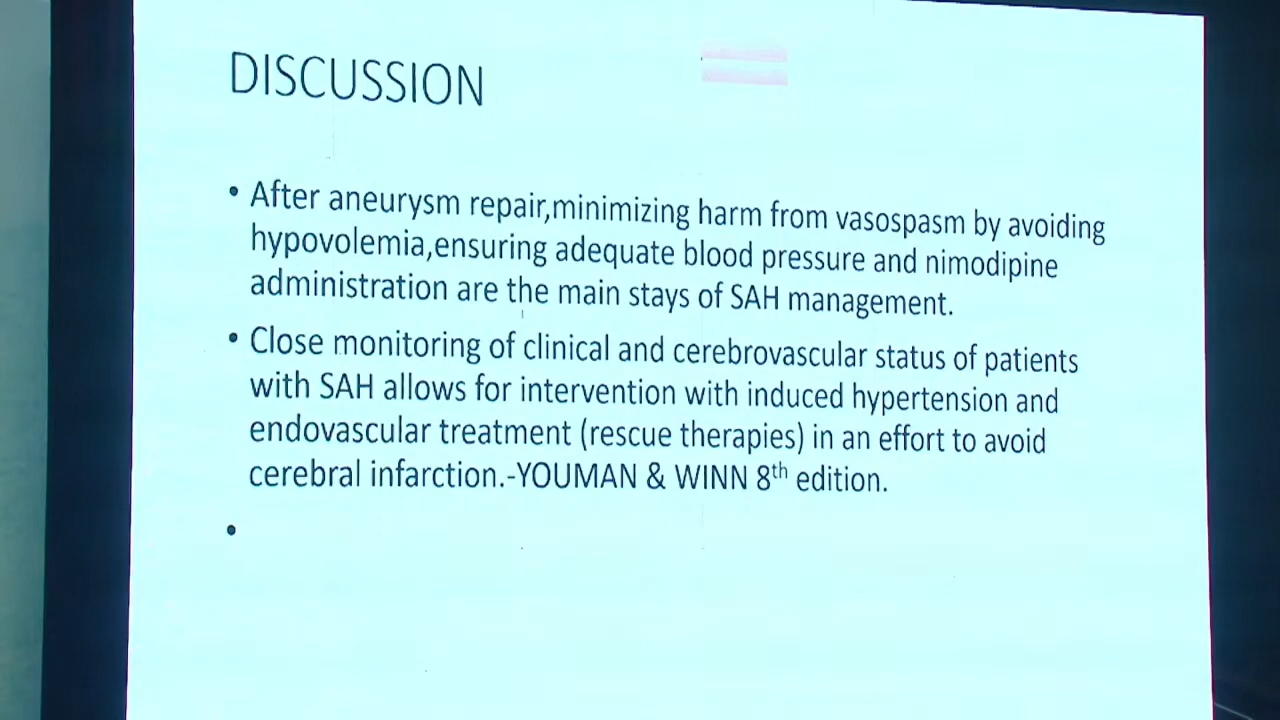 DISCUSSION
• After aneurysm repair,minimizing harm from vasospasm by avoiding
hypovolemia,ensuring adequate blood pressure and nimodipine
administration are the main stays of SAH management.
• Close monitoring of clinical and cerebrovascular status of patients
with SAH allows for intervention with induced hypertension and
endovascular treatment (rescue therapies) in an effort to avoid
cerebral infarction.-YOUMAN & WINN 8th edition.
•